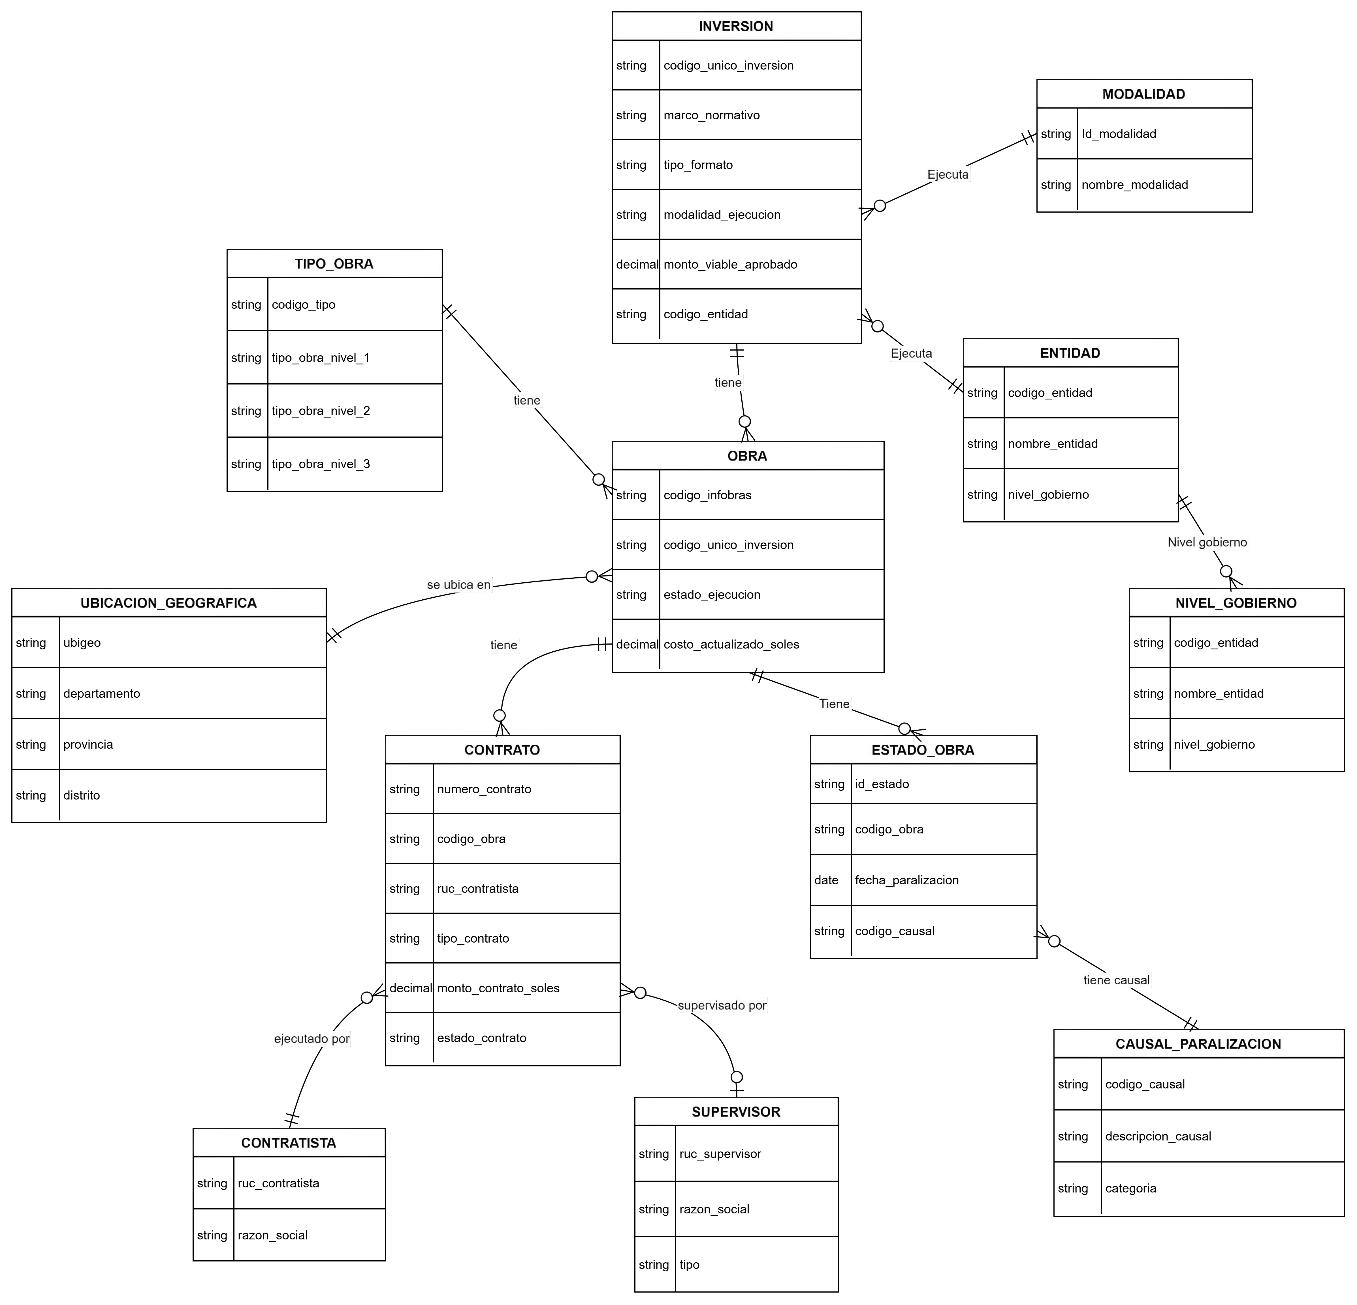 INVERSION
string codigo_unico_inversion
string marco_normativo
string tipo_formato
string modalidad_ejecucion
decimal monto_viable_aprobado
string codigo_entidad
MODALIDAD
string Id_modalidad
string nombre_modalidad
Ejecuta
TIPO_OBRA
string codigo_tipo
string tipo_obra_nivel_1
string tipo_obra_nivel_2
string tipo_obra_nivel_3
Ejecuta
ENTIDAD
string codigo_entidad
string nombre_entidad
string nivel_gobierno
tiene
tiene
OBRA
string codigo_infobras
string codigo_unico_inversion
string estado_ejecucion
decimal costo_actualizado_soles
Nivel gobierno
NIVEL_GOBIERNO
string codigo_entidad
string nombre_entidad
string nivel_gobierno
se ubica en
UBICACION_GEOGRAFICA
string ubigeo
string departamento
string provincia
string distrito
tiene
Tiene
CONTRATO
string numero_contrato
string codigo_obra
string ruc_contratista
string tipo_contrato
decimal monto_contrato_soles
string estado_contrato
ESTADO_OBRA
string id_estado
string codigo_obra
date fecha_paralizacion
string codigo_causal
tiene causal
supervisado por
ejecutado por
CAUSAL_PARALIZACION
string codigo_causal
string descripcion_causal
string categoria
SUPERVISOR
string ruc_supervisor
string razon_social
string tipo
CONTRATISTA
string ruc_contratista
string razon_social